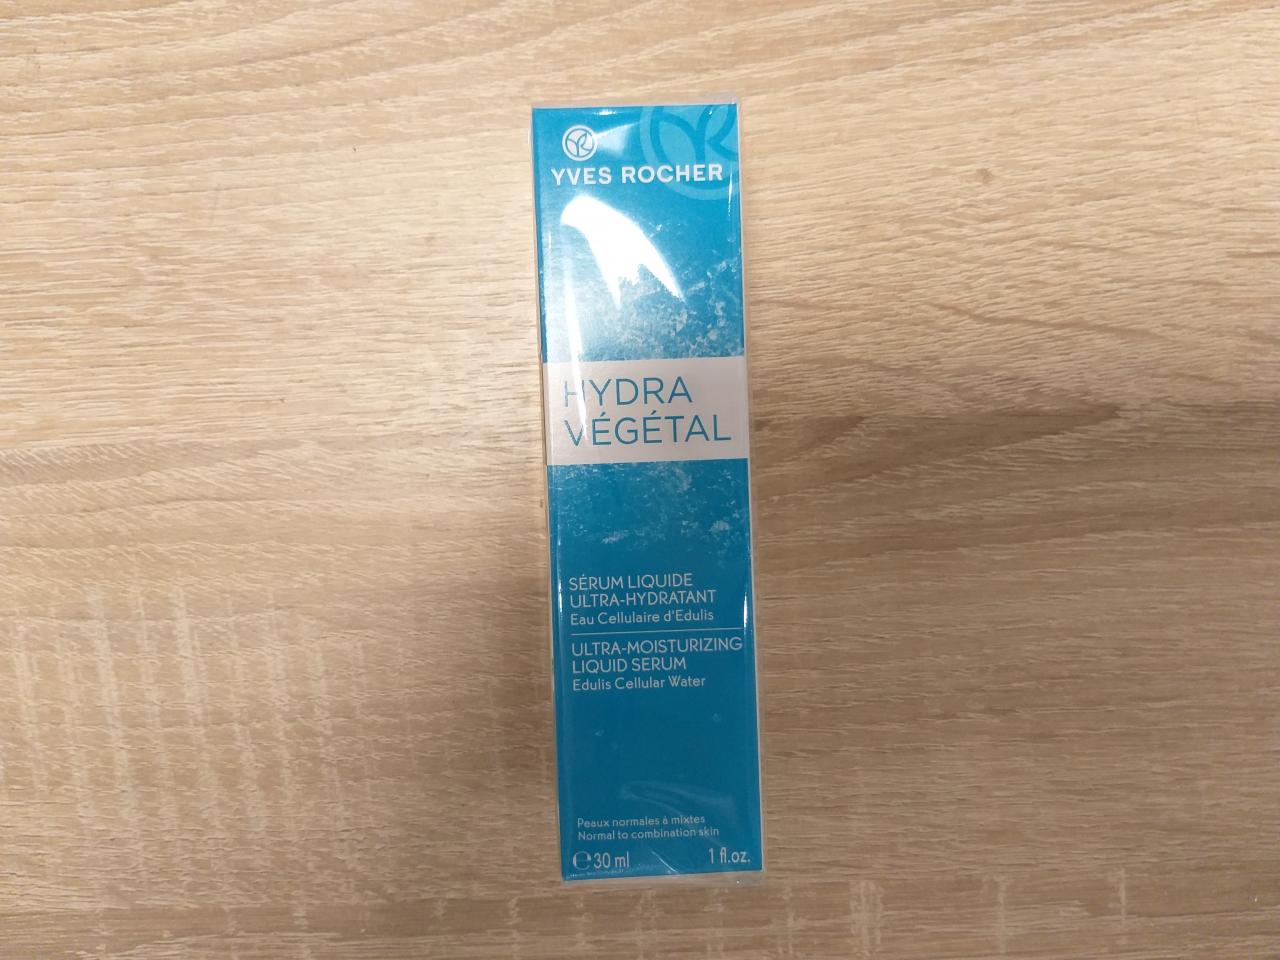 YVES ROCHER
HYDRA
VÉGÉTAL
SÉRUM LIQUIDE
ULTRA-HYDRATANT
Eau Cellulaire d'Edulis
ULTRA-MOISTURIZING
LIQUID SERUM
Edulis Cellular Water
Peaux normales à mixtes
Normal to combination skin
℮ 30 ml 1 fl.oz.